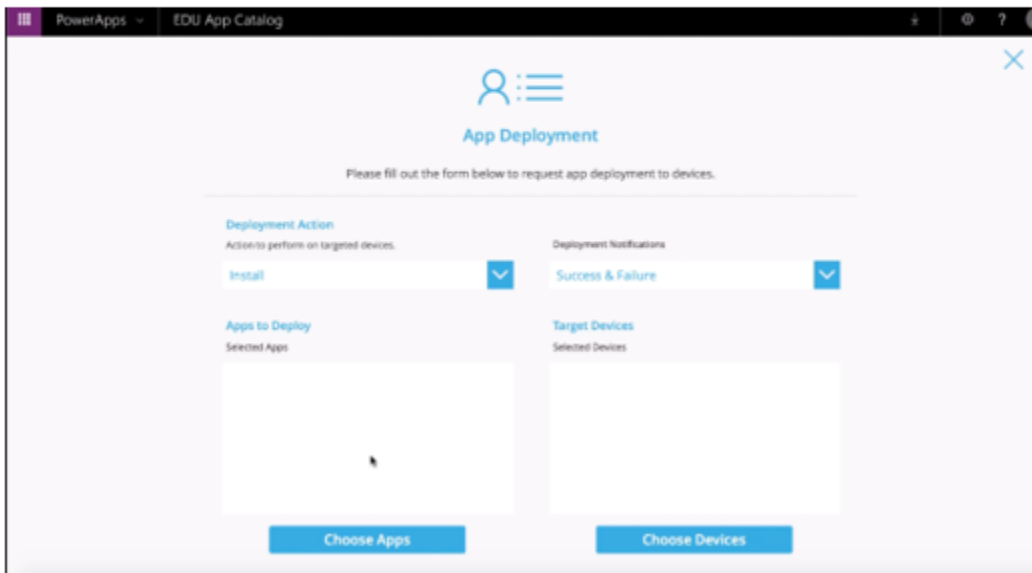 PowerApps EDU App Catalog ?
App Deployment
Please fill out the form below to request app deployment to devices.
Deployment Action
Action to perform on targeted devices.
Deployment Notifications
Install
Success & Failure
Apps to Deploy
Target Devices
Selected Apps
Selected Devices
Choose Apps
Choose Devices